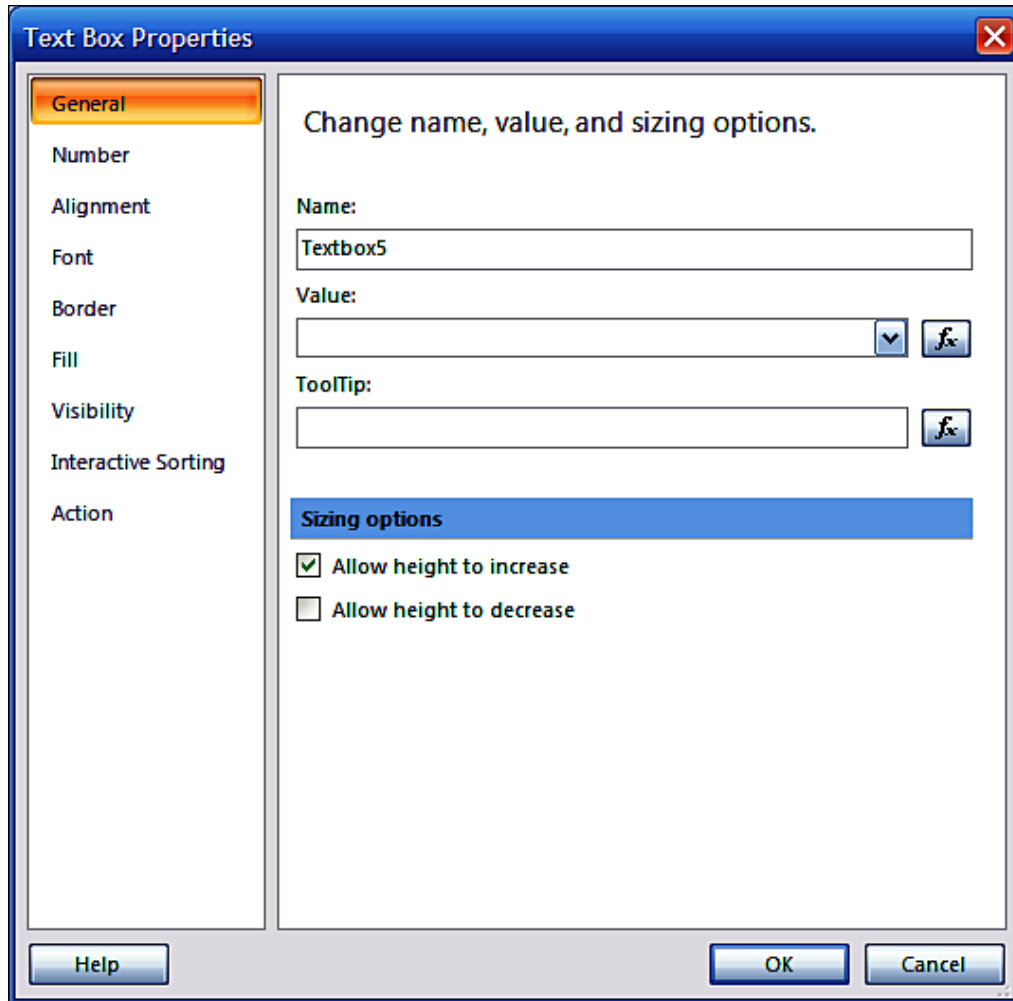 Text Box Properties
General
Number
Alignment
Font
Border
Fill
Visibility
Interactive Sorting
Action
Change name, value, and sizing options.
Name:
Textbox5
Value:
fx
ToolTip:
fx
Sizing options
Allow height to increase
Allow height to decrease
Help
OK
Cancel